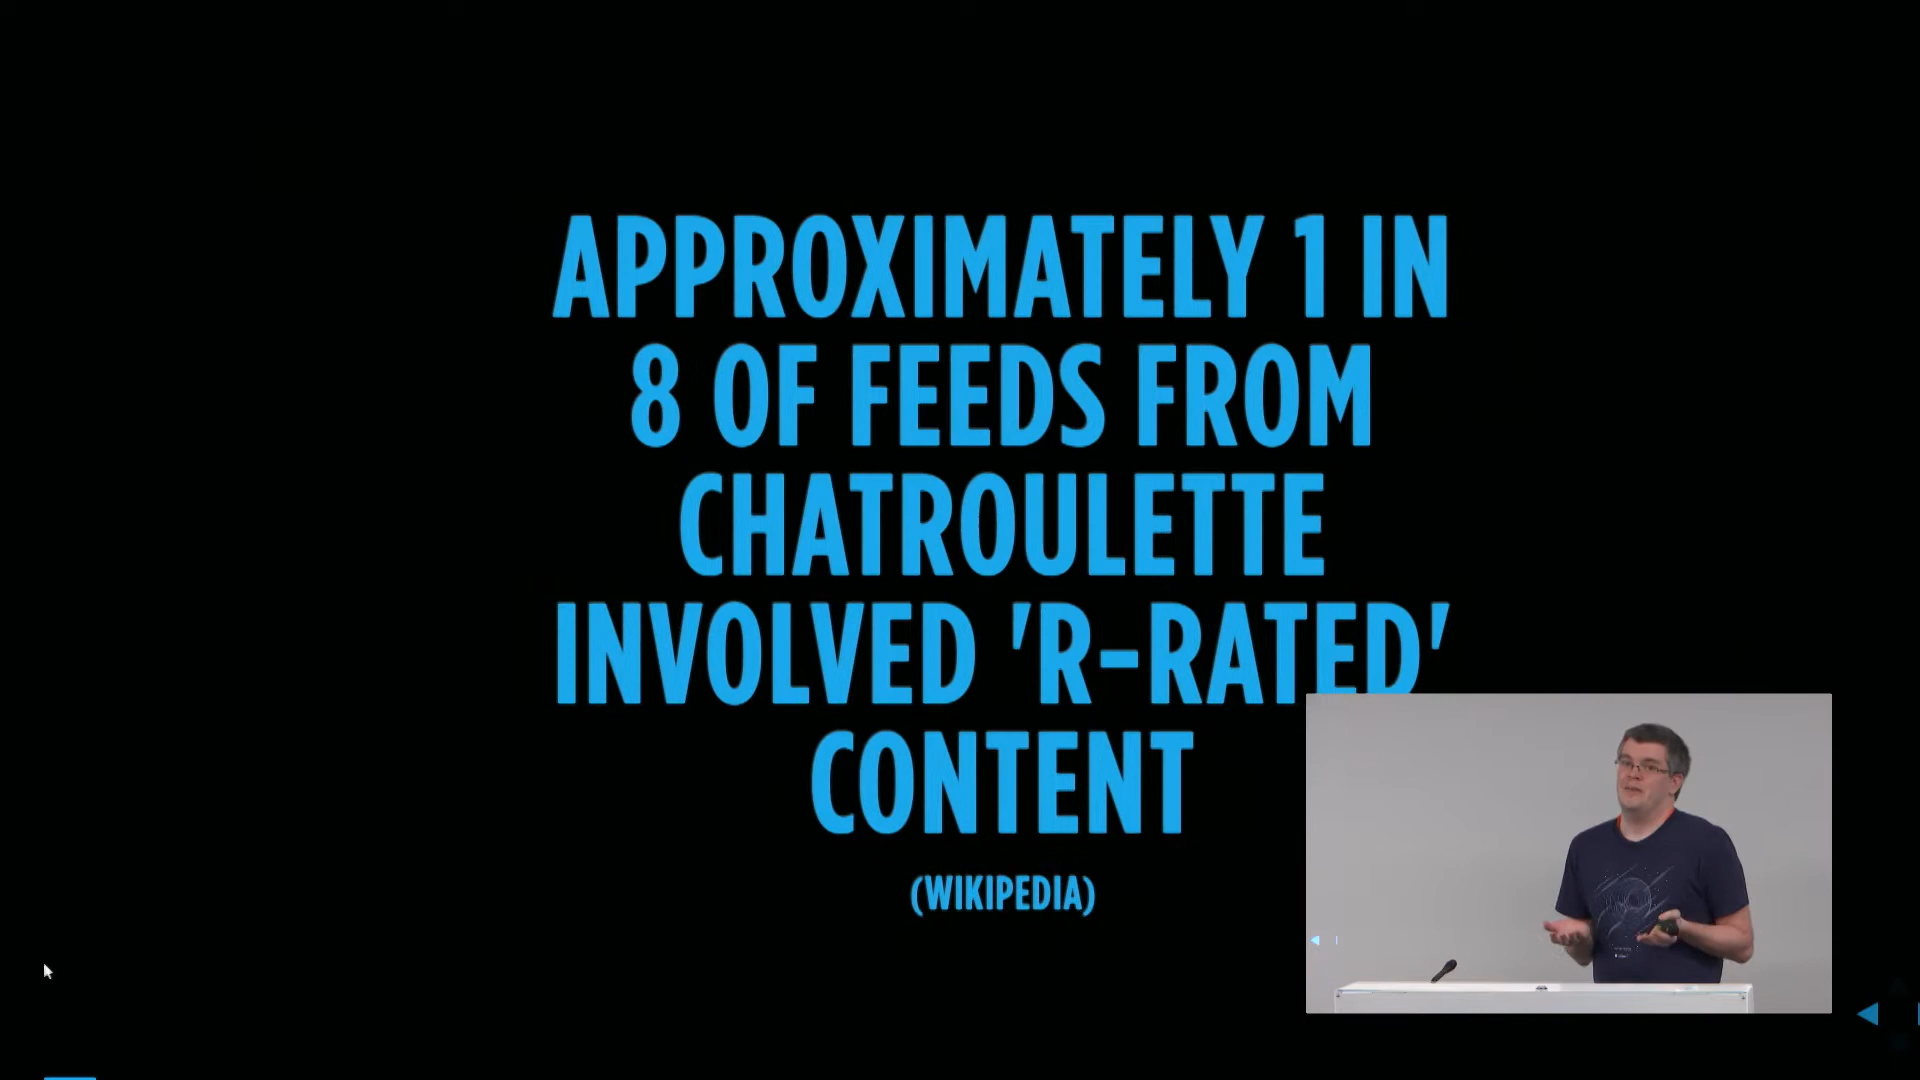 APPROXIMATELY 1 IN
8 OF FEEDS FROM
CHATROULETTE
INVOLVED 'R-RATED'
CONTENT
(WIKIPEDIA)